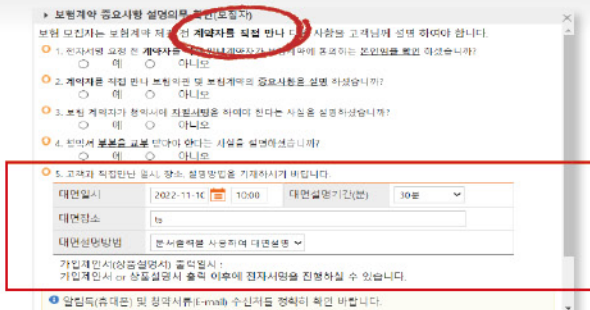 보험계약 중요사항 설명의무 확인(모집자)
보험 모집자는 보험계약 체결 전 계약자를 직접 만나 다음 사항을 고객님께 설명 하여야 합니다.
1. 전자서명 요청 전 계약자를 동의하는 본인임을 확인 하셨습니까?
예 아니오
2. 계약자를 직접 만나 보험약관 및 보험계약의 중요사항을 설명 하셨습니까?
예 아니오
3. 보험 계약자가 청약서에 자필서명을 하여야 한다는 사실을 설명하셨습니까?
예 아니오
4. 청약서 부본을 교부 받아야 한다는 사실을 설명하셨습니까?
예 아니오
5. 고객과 직접만난 일시, 장소, 설명방법을 기재하시기 바랍니다.
대면일시 2022-11-1 10:00 대면설명기간(분) 30분
대면장소 ts
대면설명방법 문서출력물 사용하여 대면설명
가입제안서(상품설명서) 출력일시 :
가입제안서 or 상품설명서 출력 이후에 전자서명을 진행하실 수 있습니다.
알림톡(휴대폰) 및 청약서류(E-mail) 수신처를 정확히 확인 바랍니다.